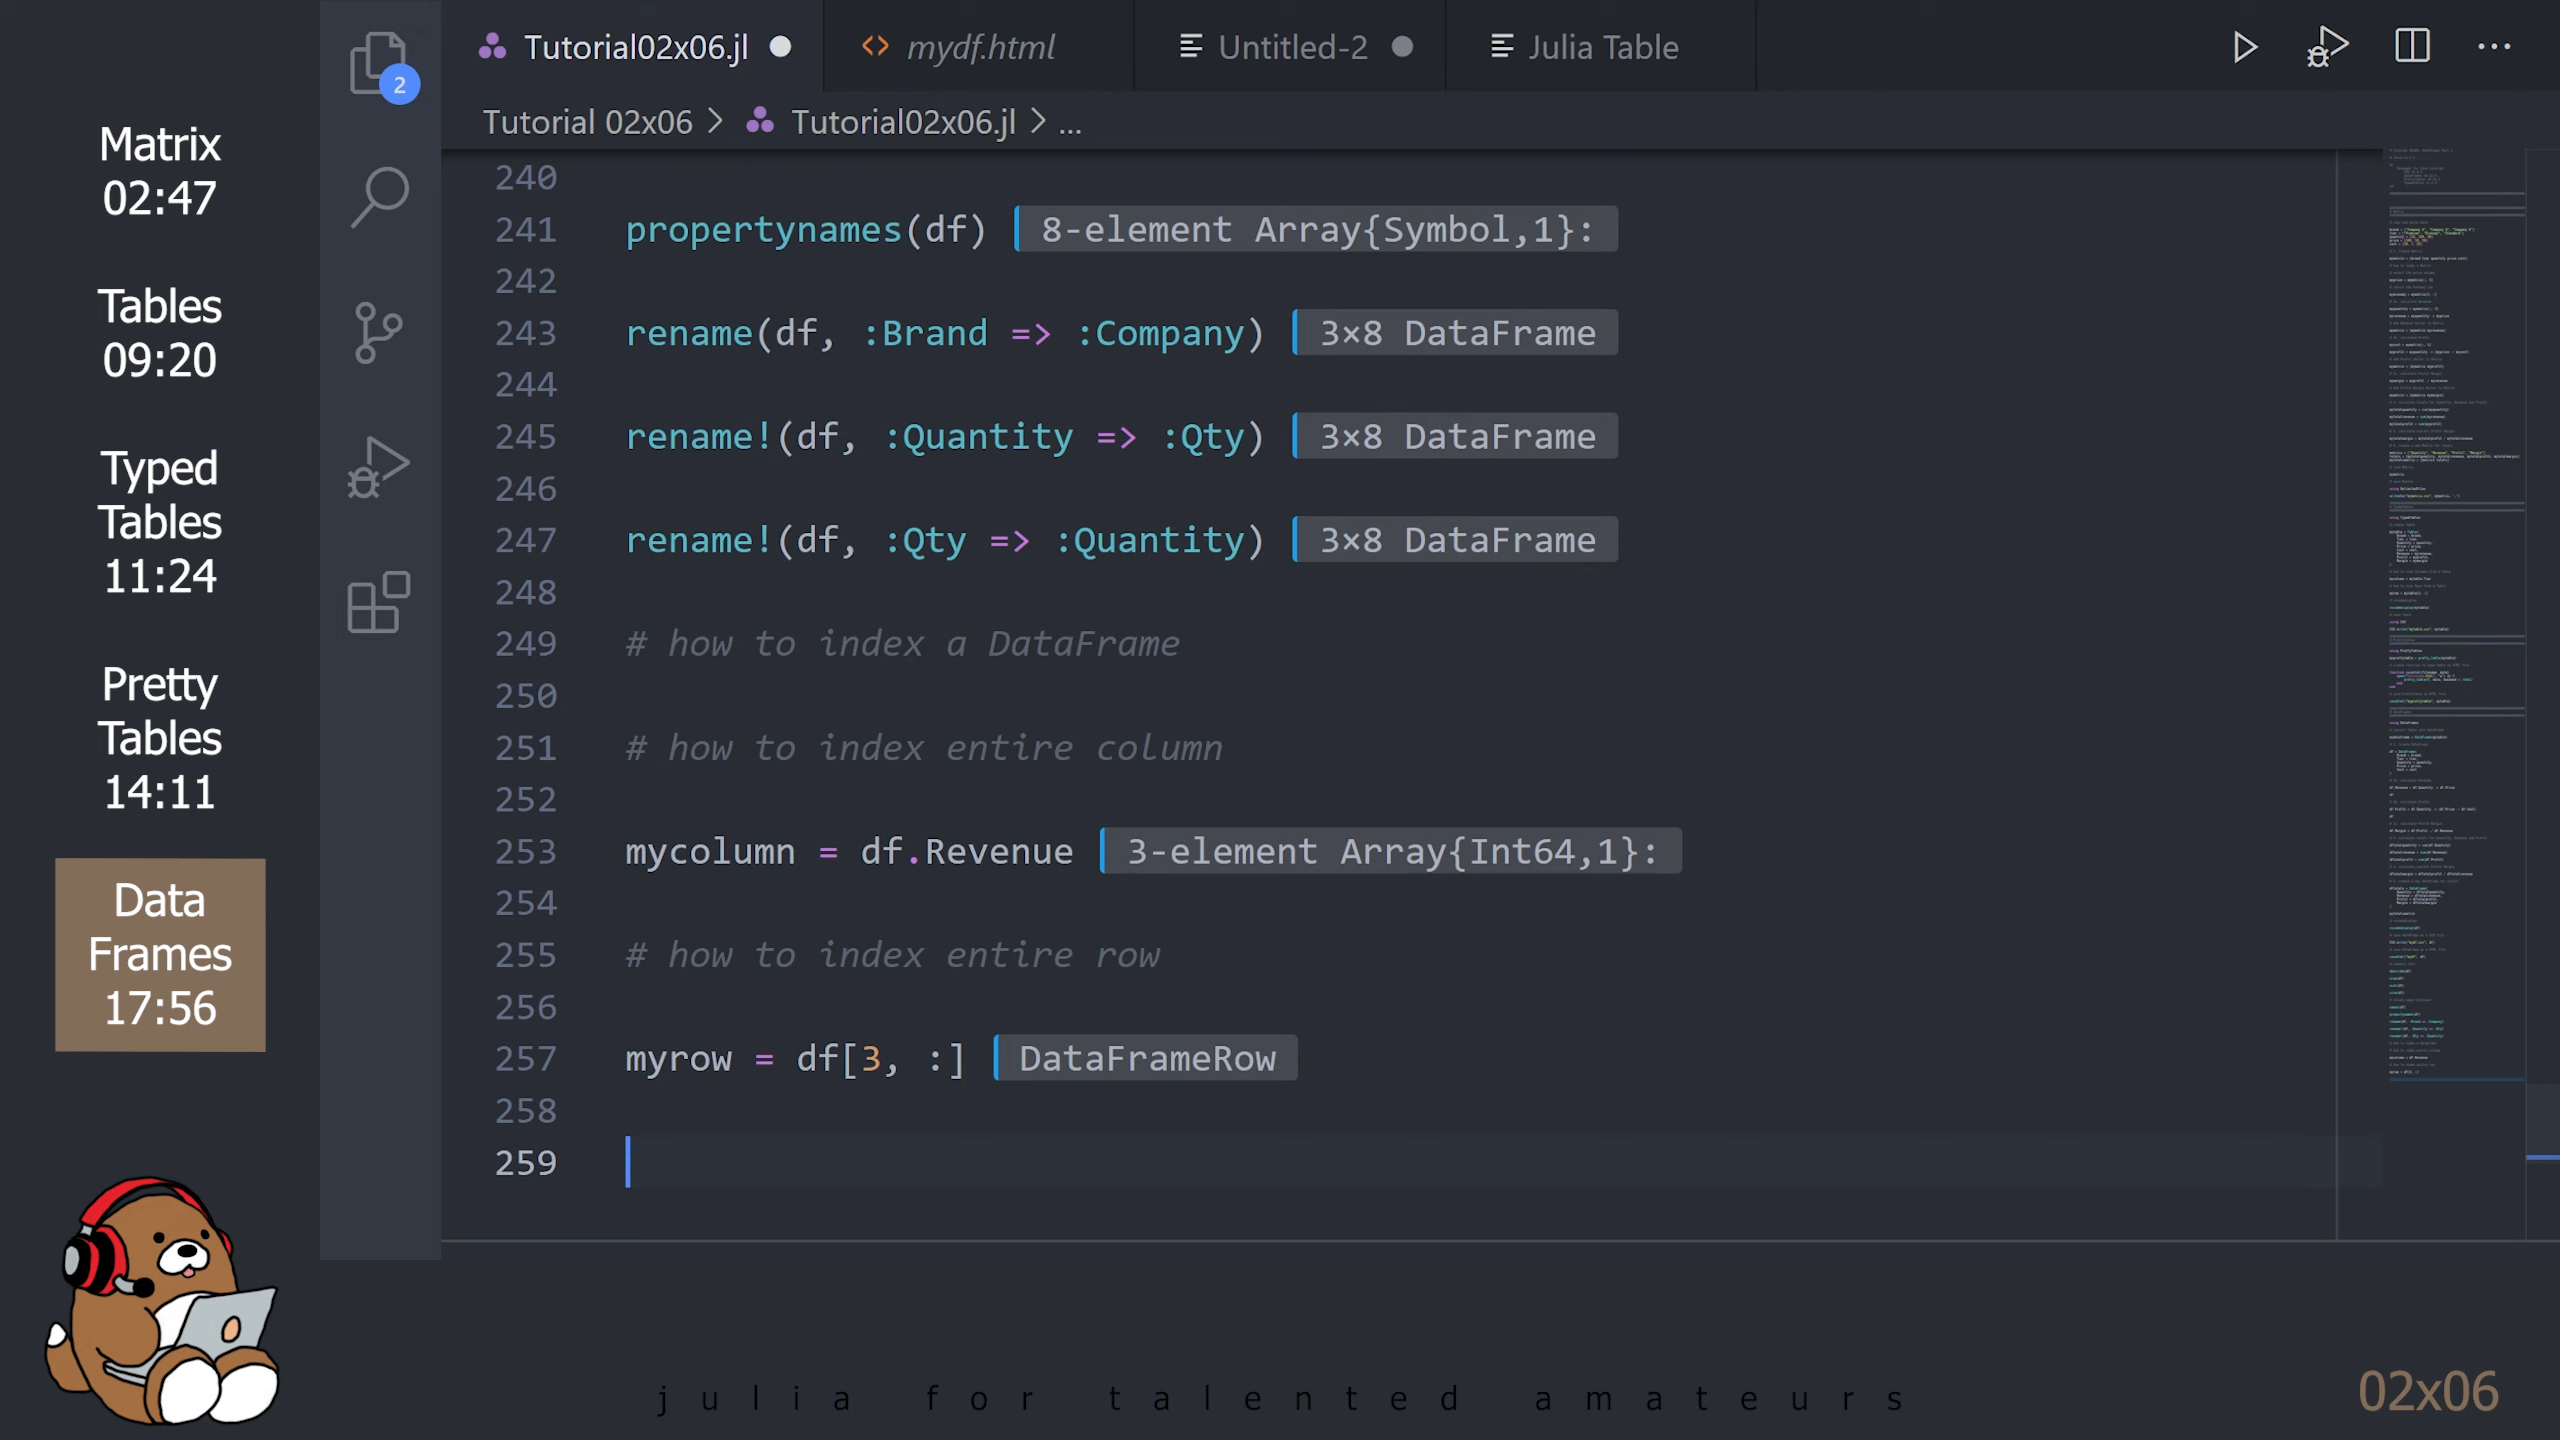 Matrix
02:47
Tables
09:20
Typed
Tables
11:24
Pretty
Tables
14:11
Data
Frames
17:56
2
Tutorial02x06.jl
mydf.html
Untitled-2
Julia Table
Tutorial 02x06 > Tutorial02x06.jl > ...
240
241 propertynames(df) 8-element Array{Symbol,1}:
242
243 rename(df, :Brand => :Company) 3×8 DataFrame
244
245 rename!(df, :Quantity => :Qty) 3×8 DataFrame
246
247 rename!(df, :Qty => :Quantity) 3×8 DataFrame
248
249 # how to index a DataFrame
250
251 # how to index entire column
252
253 mycolumn = df.Revenue 3-element Array{Int64,1}:
254
255 # how to index entire row
256
257 myrow = df[3, :] DataFrameRow
258
259
julia for talented amateurs
02x06